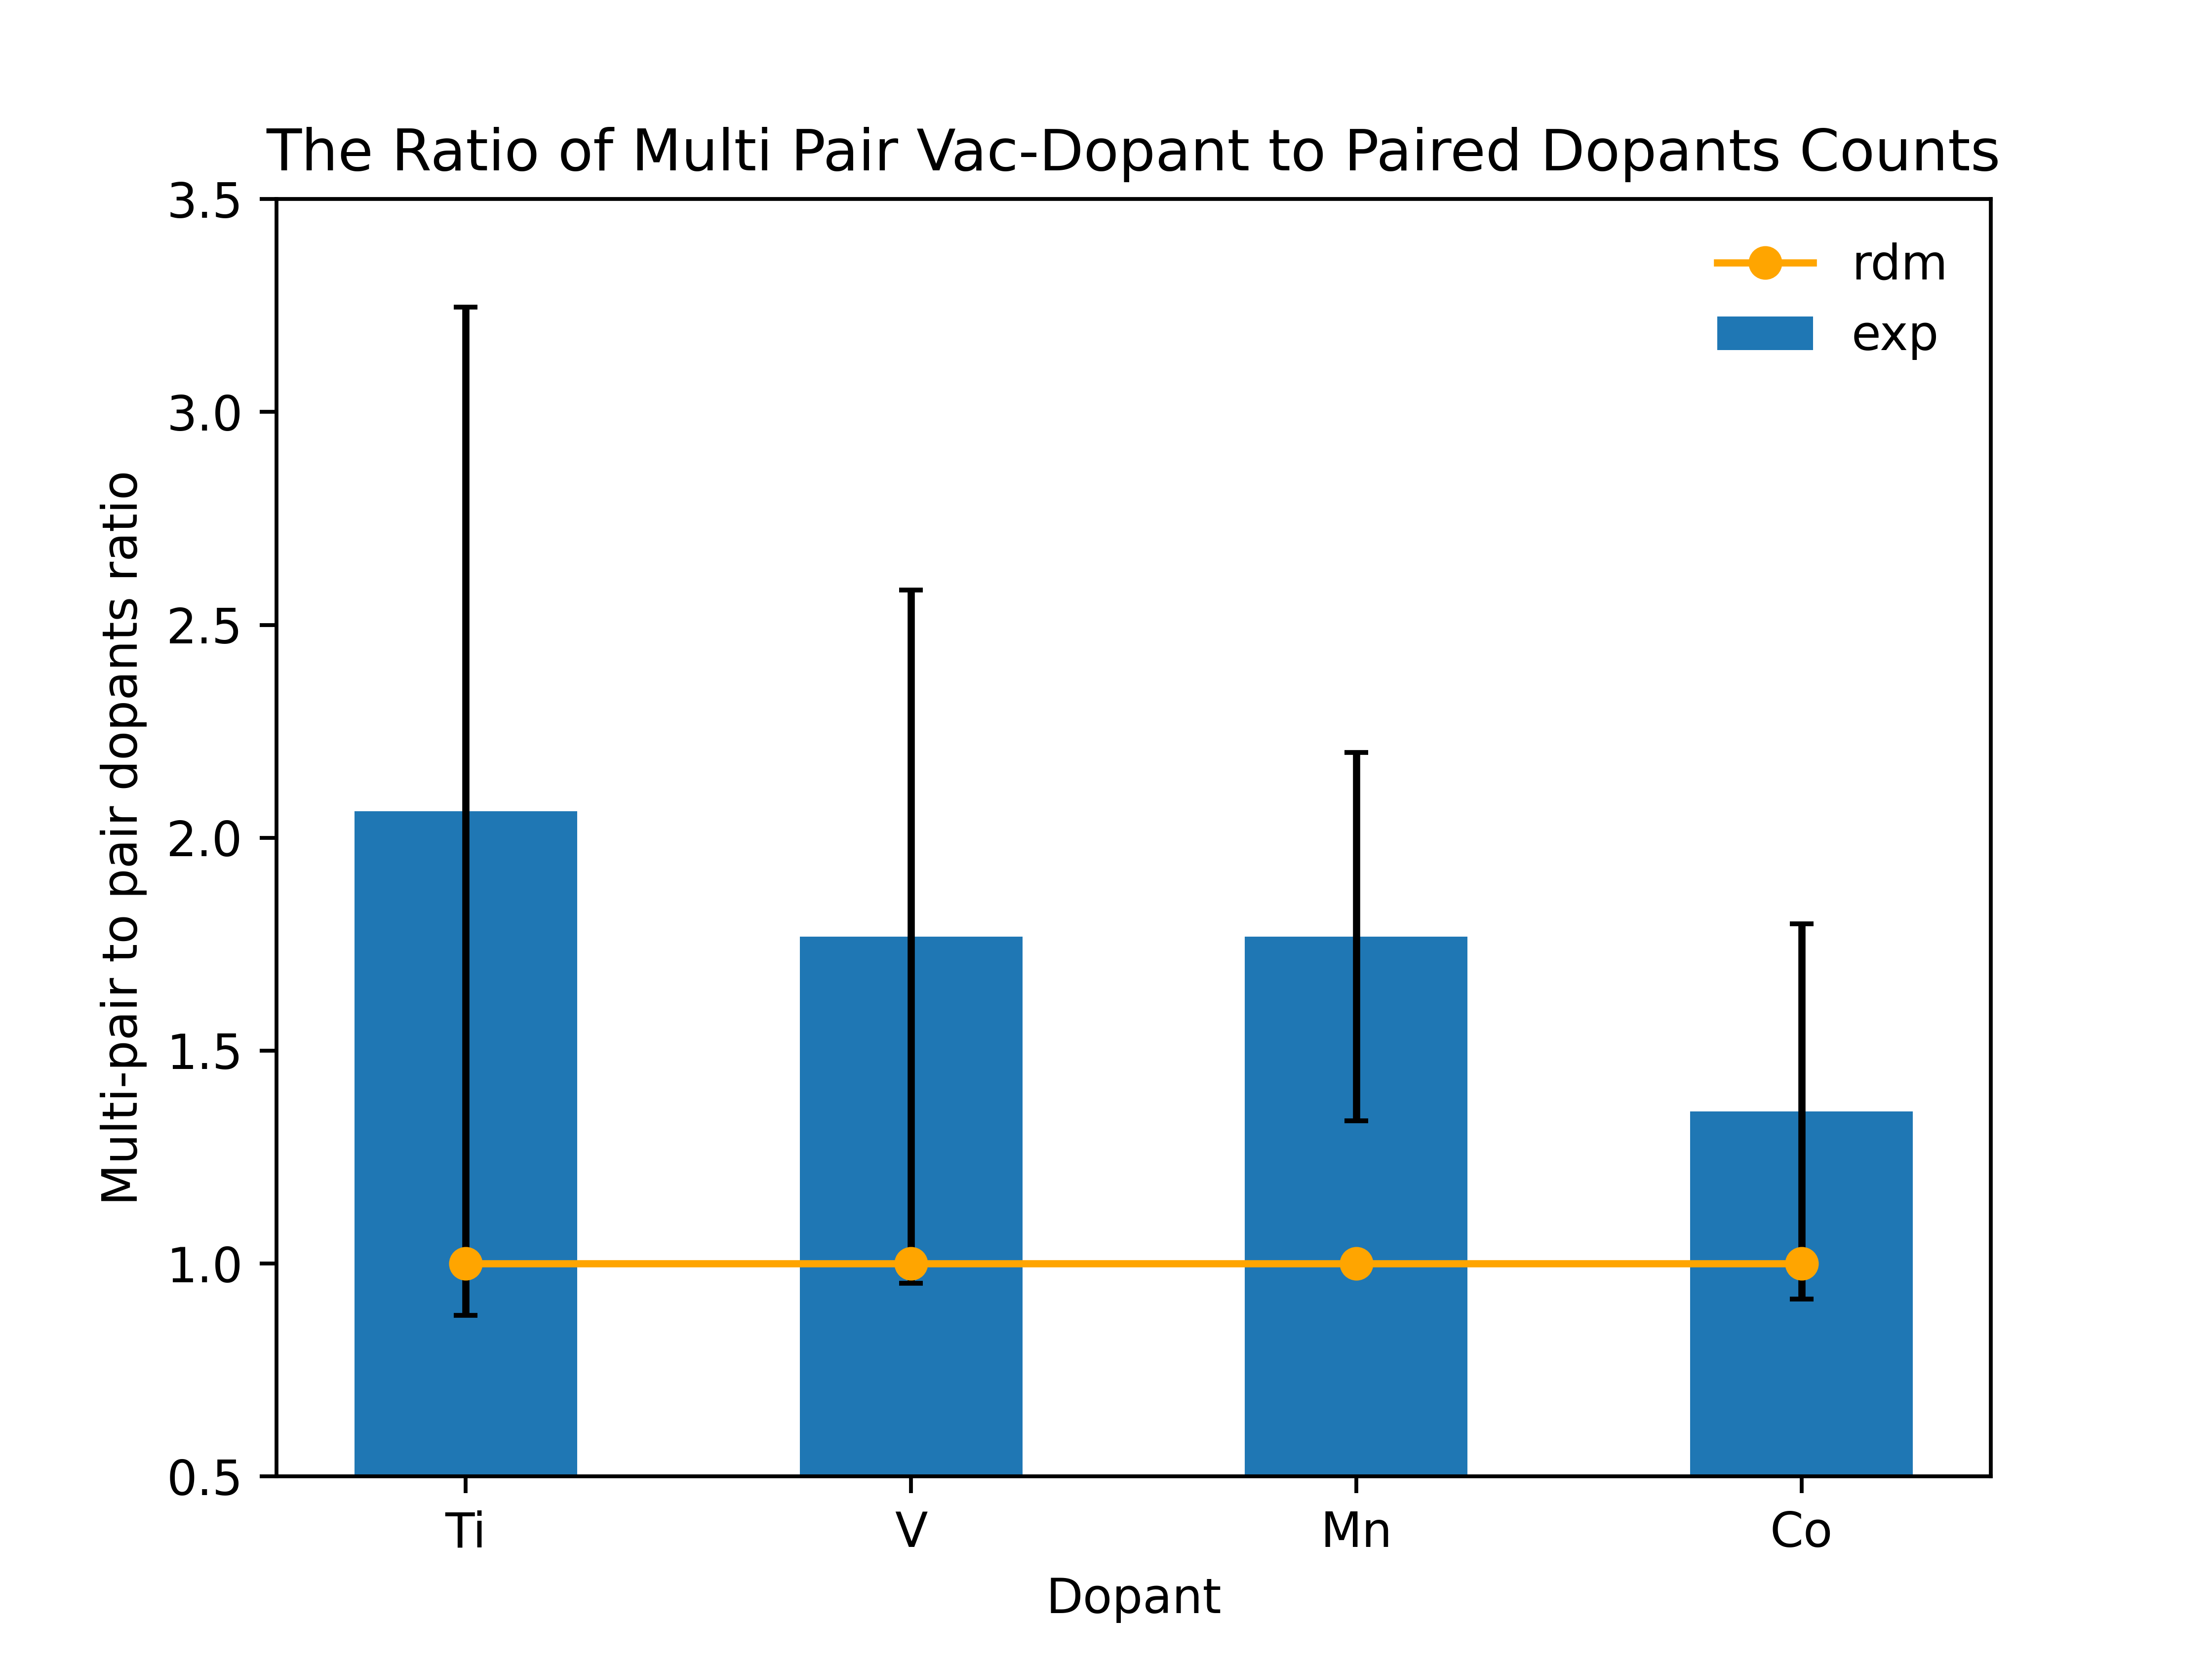 The Ratio of Multi Pair Vac-Dopant to Paired Dopants Counts
3.5
3.0
2.5
2.0
1.5
1.0
0.5
Multi-pair to pair dopants ratio
rdm
exp
Ti
V
Mn
Co
Dopant